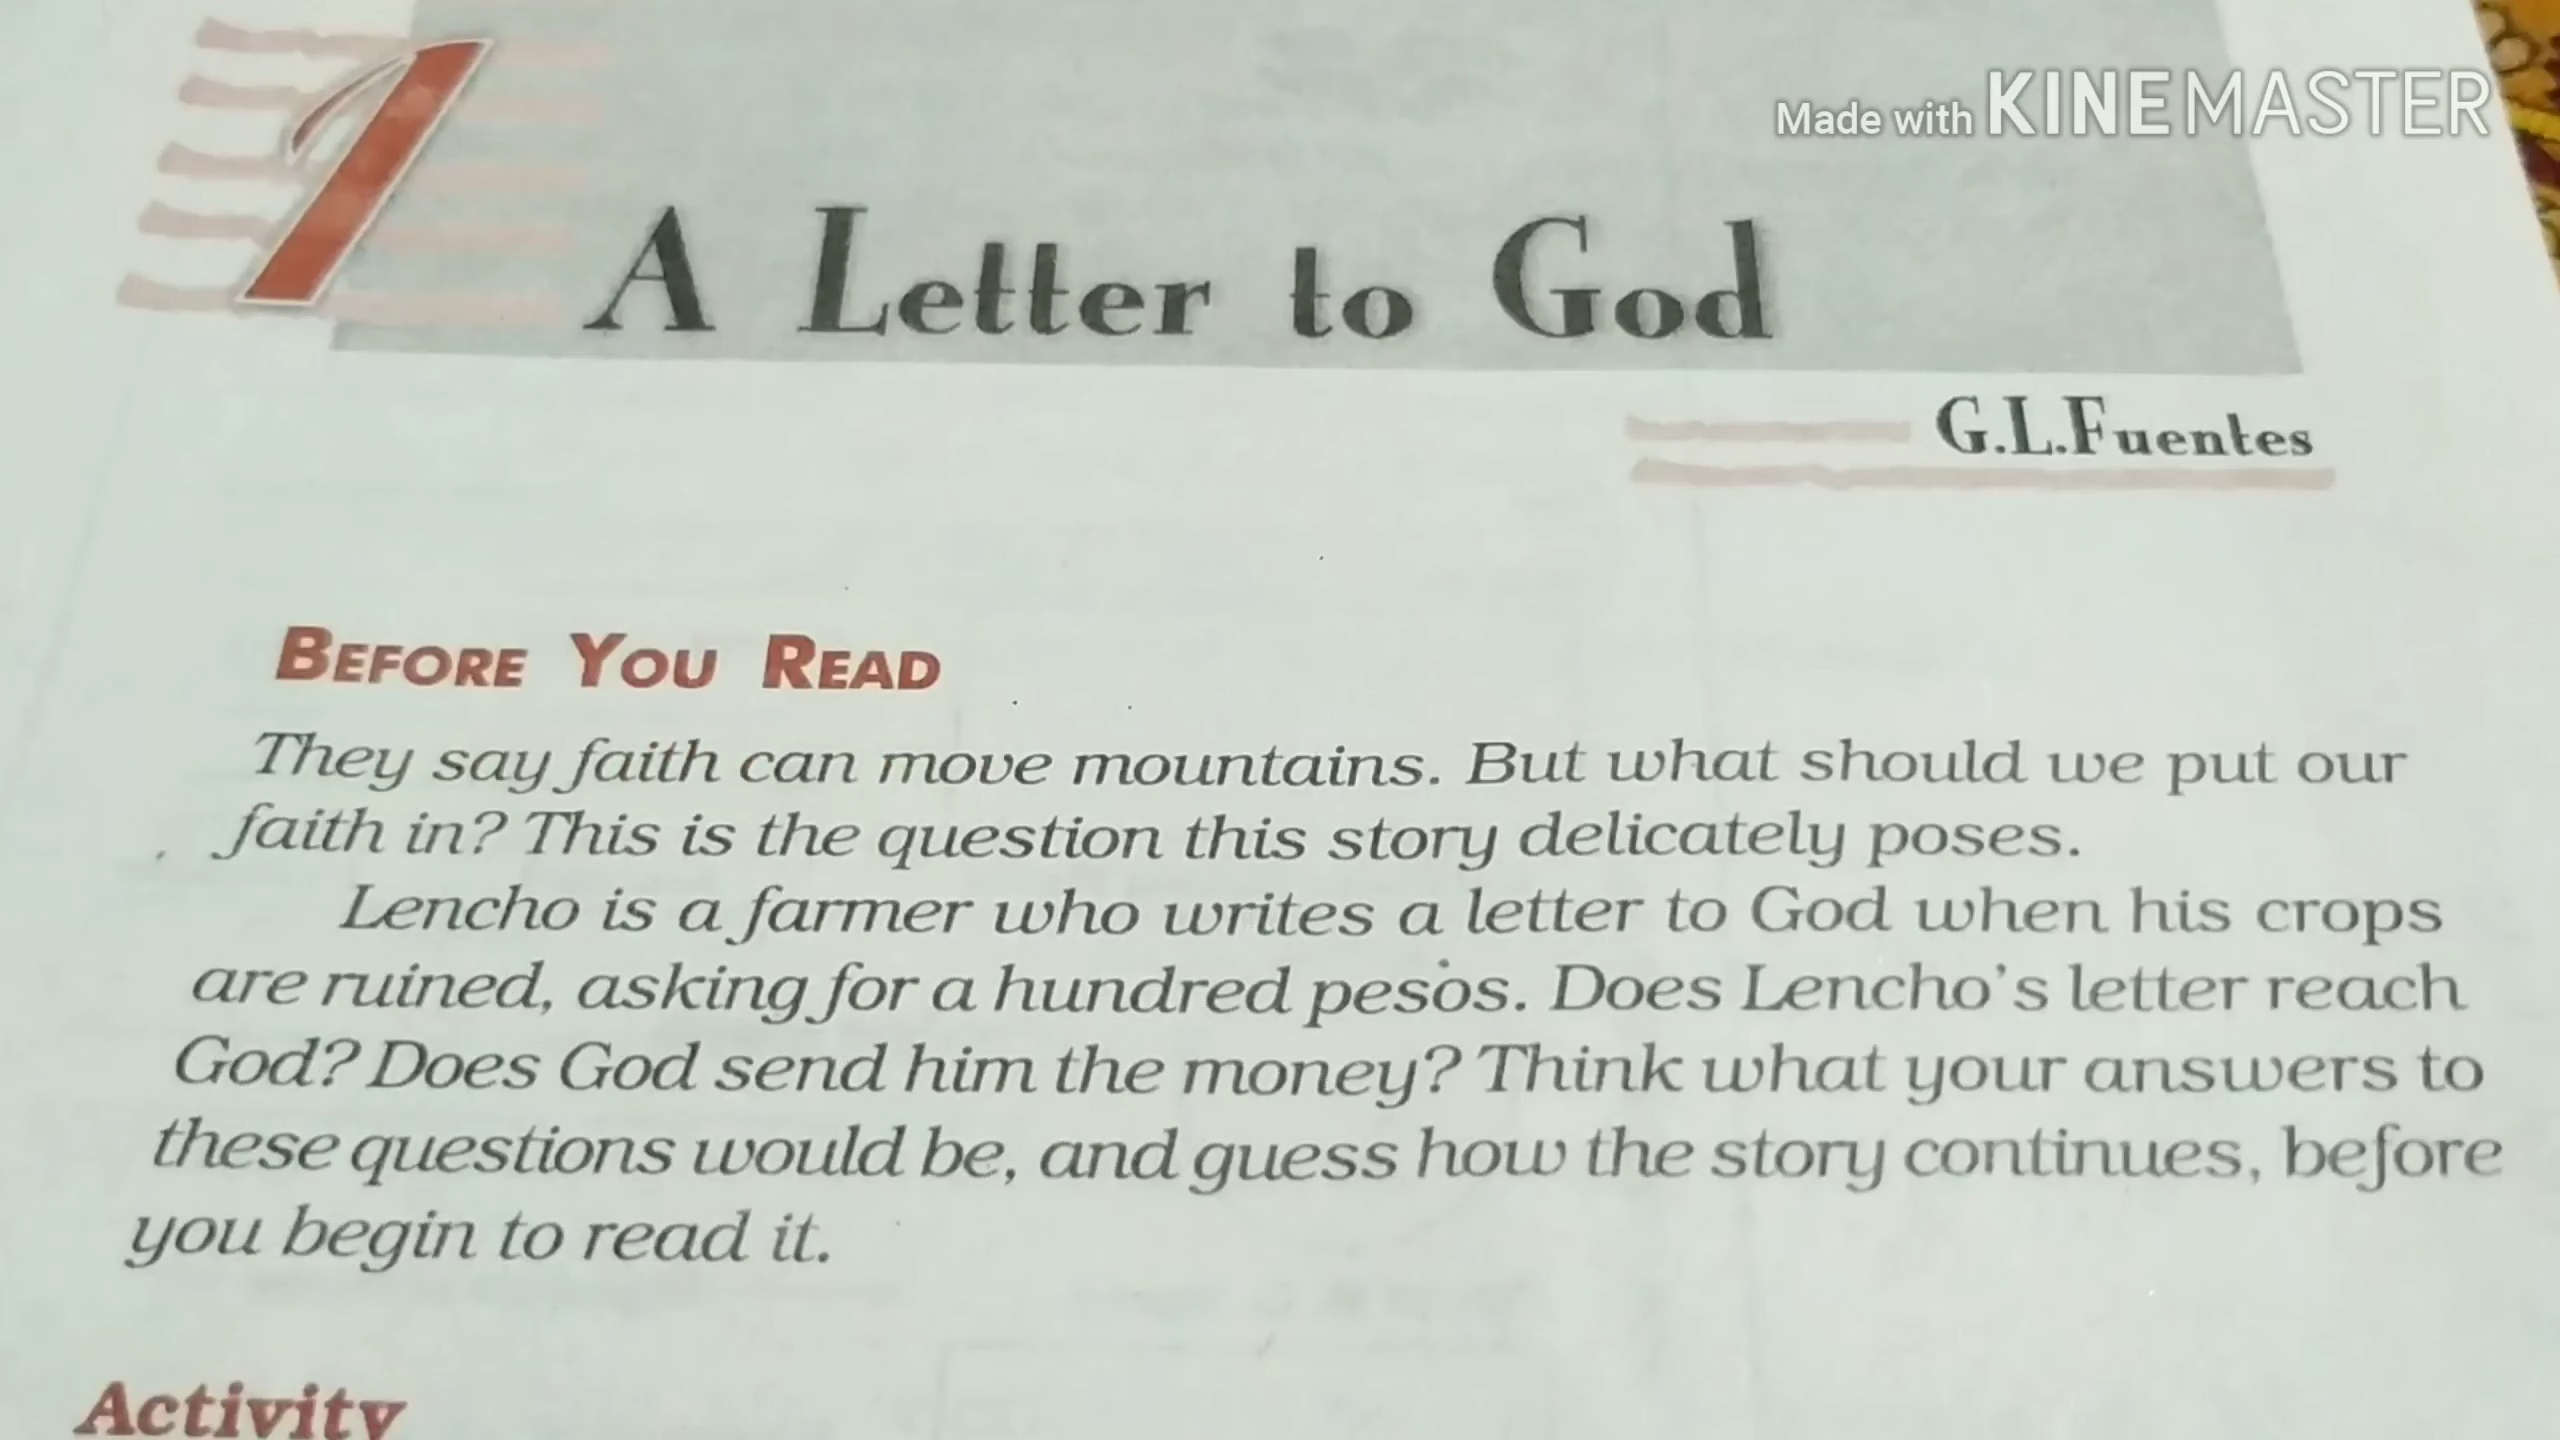 Made with KINEMASTER
1
A Letter to God
G.L.Fuentes
BEFORE YOU READ
They say faith can move mountains. But what should we put our
faith in? This is the question this story delicately poses.
Lencho is a farmer who writes a letter to God when his crops
are ruined, asking for a hundred pesos. Does Lencho's letter reach
God? Does God send him the money? Think what your answers to
these questions would be, and guess how the story continues, before
you begin to read it.
Activity